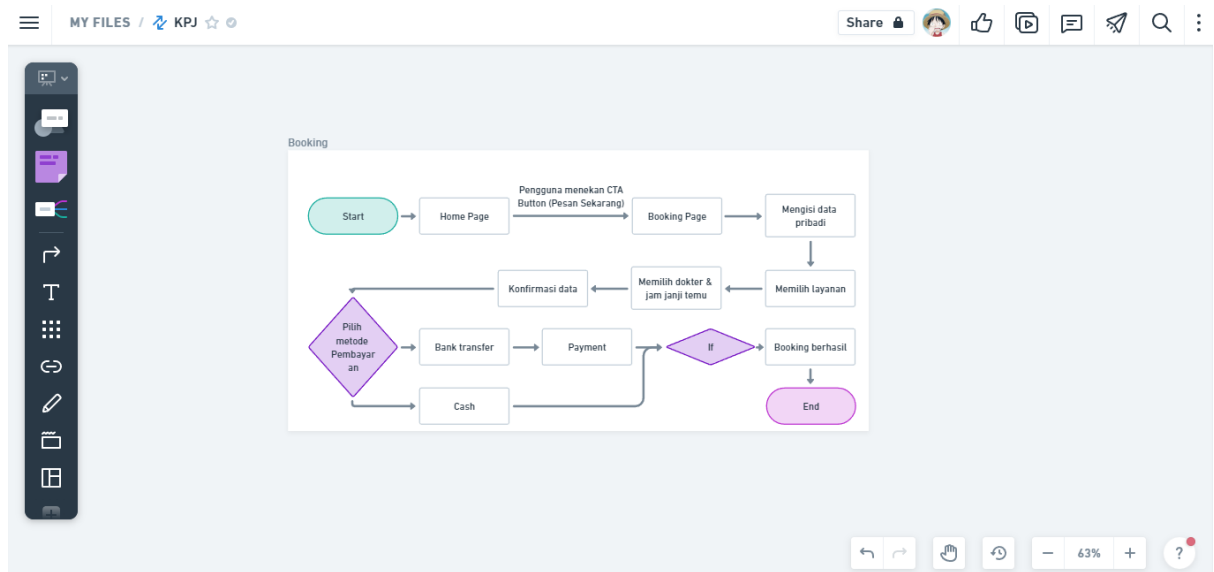 MY FILES / KPJ
Share
Booking
Start
Home Page
Pengguna menekan CTA
Button (Pesan Sekarang)
Booking Page
Mengisi data
pribadi
Konfirmasi data
Memilih dokter &
jam janji temu
Memilih layanan
Pilih
metode
Pembayar
an
Bank transfer
Payment
If
Booking berhasil
Cash
End
63%
?